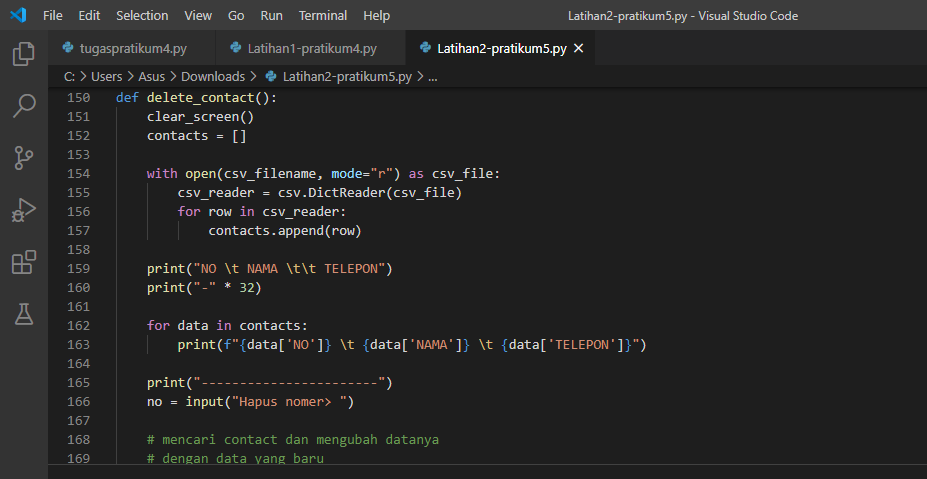 File Edit Selection View Go Run Terminal Help Latihan2-pratikum5.py - Visual Studio Code
tugaspratikum4.py Latihan1-pratikum4.py Latihan2-pratikum5.py ×
C: > Users > Asus > Downloads > Latihan2-pratikum5.py > ...
150 def delete_contact():
151     clear_screen()
152     contacts = []
153
154     with open(csv_filename, mode="r") as csv_file:
155         csv_reader = csv.DictReader(csv_file)
156         for row in csv_reader:
157             contacts.append(row)
158
159     print("NO \t NAMA \t\t TELEPON")
160     print("-" * 32)
161
162     for data in contacts:
163         print(f"{data['NO']} \t {data['NAMA']} \t {data['TELEPON']}")
164
165     print("-----------------------")
166     no = input("Hapus nomer> ")
167
168     # mencari contact dan mengubah datanya
169     # dengan data yang baru